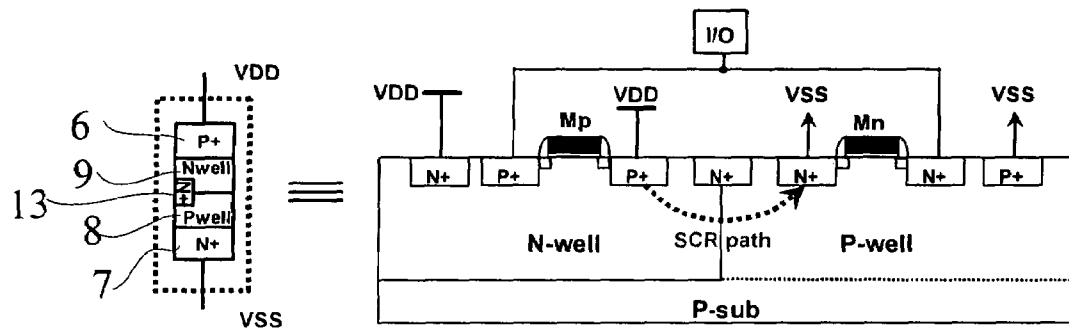 VDD
6
P+
9
Nwell
N+
13
8
Pwell
7
N+
VSS
I/O
VDD
Mp
VDD
VSS
Mn
VSS
N+
P+
P+
N+
N+
N+
P+
SCR path
N-well
P-well
P-sub